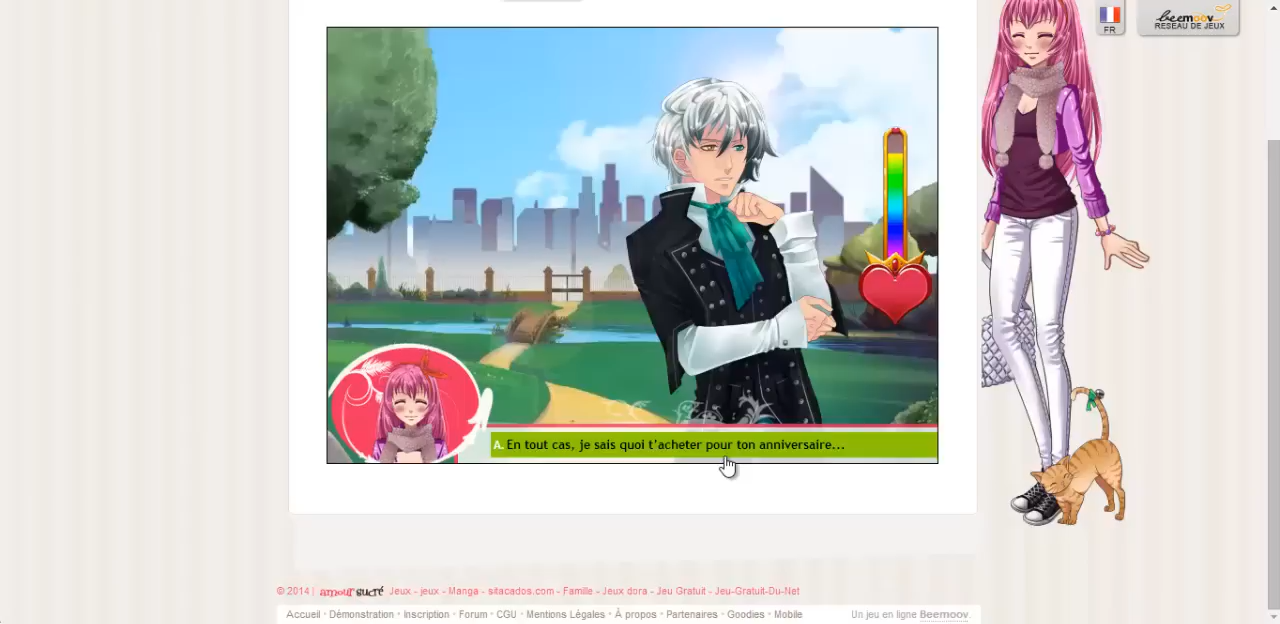 FR
beemoov
RESEAU DE JEUX
A. En tout cas, je sais quoi t'acheter pour ton anniversaire...
© 2014 | amour sucré Jeux - jeux - Manga - sitacados.com - Famille - Jeux dora - Jeu Gratuit - Jeu-Gratuit-Du-Net
Accueil · Démonstration · Inscription · Forum · CGU · Mentions Légales · À propos · Partenaires · Goodies · Mobile
Un jeu en ligne Beemoov.